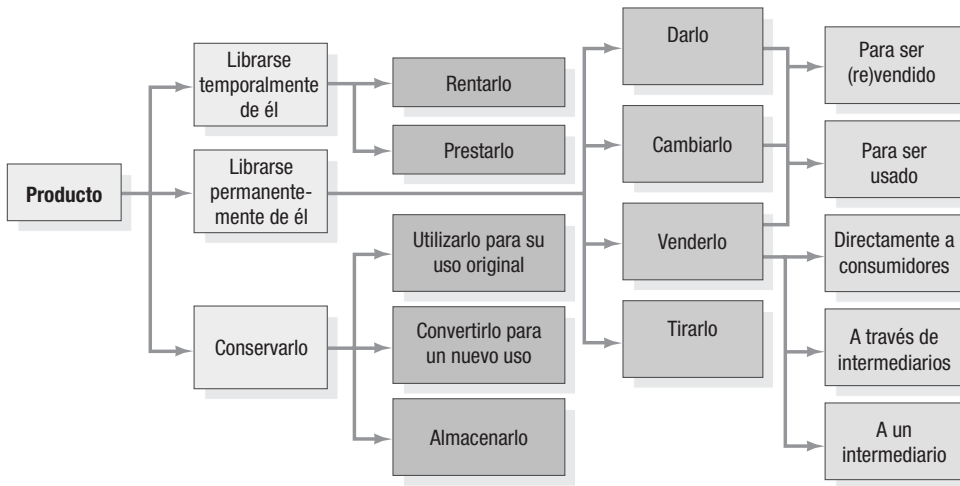 Producto
Librarse
temporalmente
de él
Librarse
permanente-
mente de él
Conservarlo
Rentarlo
Prestarlo
Utilizarlo para su
uso original
Convertirlo para
un nuevo uso
Almacenarlo
Darlo
Cambiarlo
Venderlo
Tirarlo
Para ser
(re)vendido
Para ser
usado
Directamente a
consumidores
A través de
intermediarios
A un
intermediario